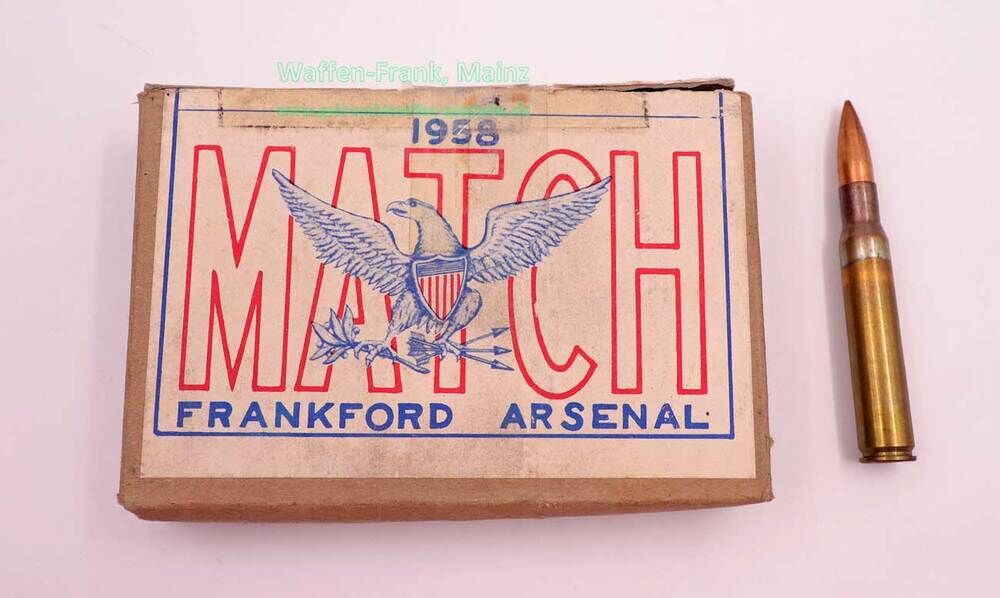 Waffen-Frank, Mainz
1958
MATCH
FRANKFORD ARSENAL